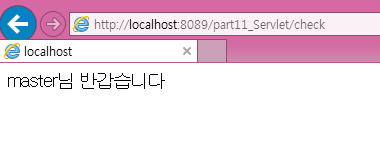 http://localhost:8089/part11_Servlet/check
localhost
master님 반갑습니다